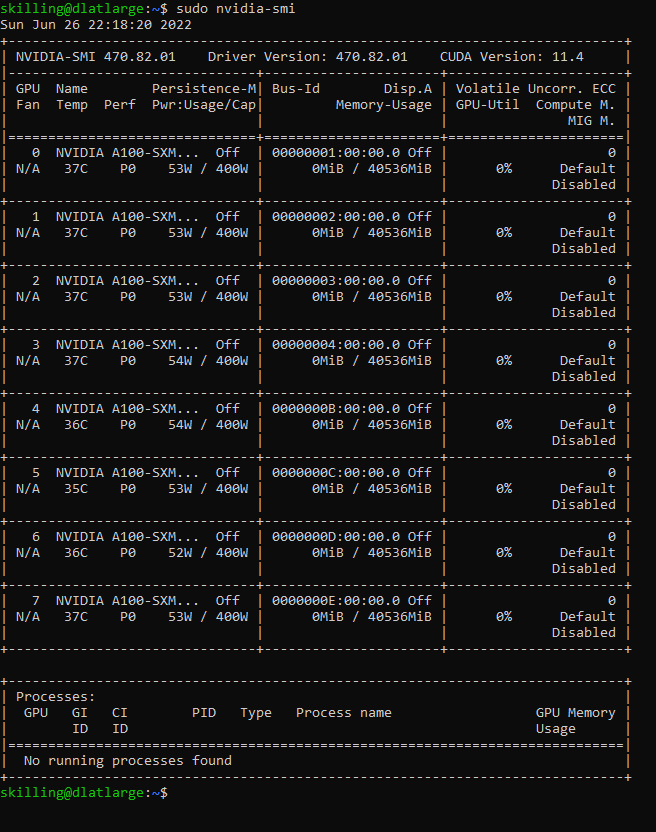 skilling@dlatlarge:~$ sudo nvidia-smi
Sun Jun 26 22:18:20 2022
+-----------------------------------------------------------------------------+
| NVIDIA-SMI 470.82.01    Driver Version: 470.82.01    CUDA Version: 11.4     |
|-------------------------------+----------------------+----------------------+
| GPU  Name        Persistence-M| Bus-Id        Disp.A | Volatile Uncorr. ECC |
| Fan  Temp  Perf  Pwr:Usage/Cap|         Memory-Usage | GPU-Util  Compute M. |
|                               |                      |               MIG M. |
|===============================+======================+======================|
|   0  NVIDIA A100-SXM...  Off  | 00000001:00:00.0 Off |                    0 |
| N/A   37C    P0    53W / 400W |      0MiB / 40536MiB |      0%      Default |
|                               |                      |             Disabled |
+-------------------------------+----------------------+----------------------+
|   1  NVIDIA A100-SXM...  Off  | 00000002:00:00.0 Off |                    0 |
| N/A   37C    P0    53W / 400W |      0MiB / 40536MiB |      0%      Default |
|                               |                      |             Disabled |
+-------------------------------+----------------------+----------------------+
|   2  NVIDIA A100-SXM...  Off  | 00000003:00:00.0 Off |                    0 |
| N/A   37C    P0    53W / 400W |      0MiB / 40536MiB |      0%      Default |
|                               |                      |             Disabled |
+-------------------------------+----------------------+----------------------+
|   3  NVIDIA A100-SXM...  Off  | 00000004:00:00.0 Off |                    0 |
| N/A   37C    P0    54W / 400W |      0MiB / 40536MiB |      0%      Default |
|                               |                      |             Disabled |
+-------------------------------+----------------------+----------------------+
|   4  NVIDIA A100-SXM...  Off  | 0000000B:00:00.0 Off |                    0 |
| N/A   36C    P0    54W / 400W |      0MiB / 40536MiB |      0%      Default |
|                               |                      |             Disabled |
+-------------------------------+----------------------+----------------------+
|   5  NVIDIA A100-SXM...  Off  | 0000000C:00:00.0 Off |                    0 |
| N/A   35C    P0    53W / 400W |      0MiB / 40536MiB |      0%      Default |
|                               |                      |             Disabled |
+-------------------------------+----------------------+----------------------+
|   6  NVIDIA A100-SXM...  Off  | 0000000D:00:00.0 Off |                    0 |
| N/A   36C    P0    52W / 400W |      0MiB / 40536MiB |      0%      Default |
|                               |                      |             Disabled |
+-------------------------------+----------------------+----------------------+
|   7  NVIDIA A100-SXM...  Off  | 0000000E:00:00.0 Off |                    0 |
| N/A   37C    P0    53W / 400W |      0MiB / 40536MiB |      0%      Default |
|                               |                      |             Disabled |
+-------------------------------+----------------------+----------------------+

+-----------------------------------------------------------------------------+
| Processes:                                                                  |
|  GPU   GI   CI        PID   Type   Process name                  GPU Memory |
|        ID   ID                                                   Usage      |
|=============================================================================|
|  No running processes found                                                 |
+-----------------------------------------------------------------------------+
skilling@dlatlarge:~$